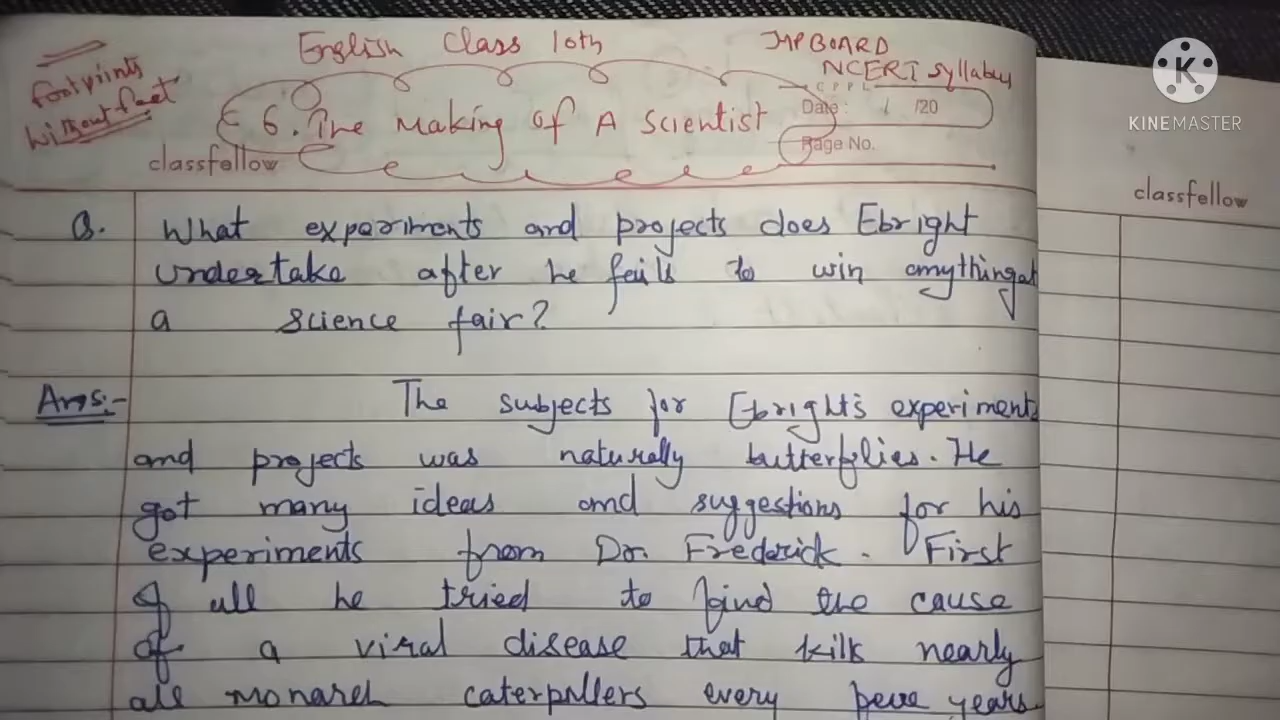 English Class 10th
MPBOARD
NCERT Syllabus
Footprints
Without feet
6. The Making of A Scientist
CPPL
Date: / /20
Page No.
classfellow
K
KINEMASTER
classfellow
Q. What experiments and projects does Ebright
undertake after he fails to win anything at
a science fair?
Ans:- The subjects for Ebright's experiments
and projects was naturally butterflies. He
got many ideas and suggestions for his
experiments from Dr. Frederick. First
of all he tried to find the cause
of a viral disease that kills nearly
all monarch caterpillers every years